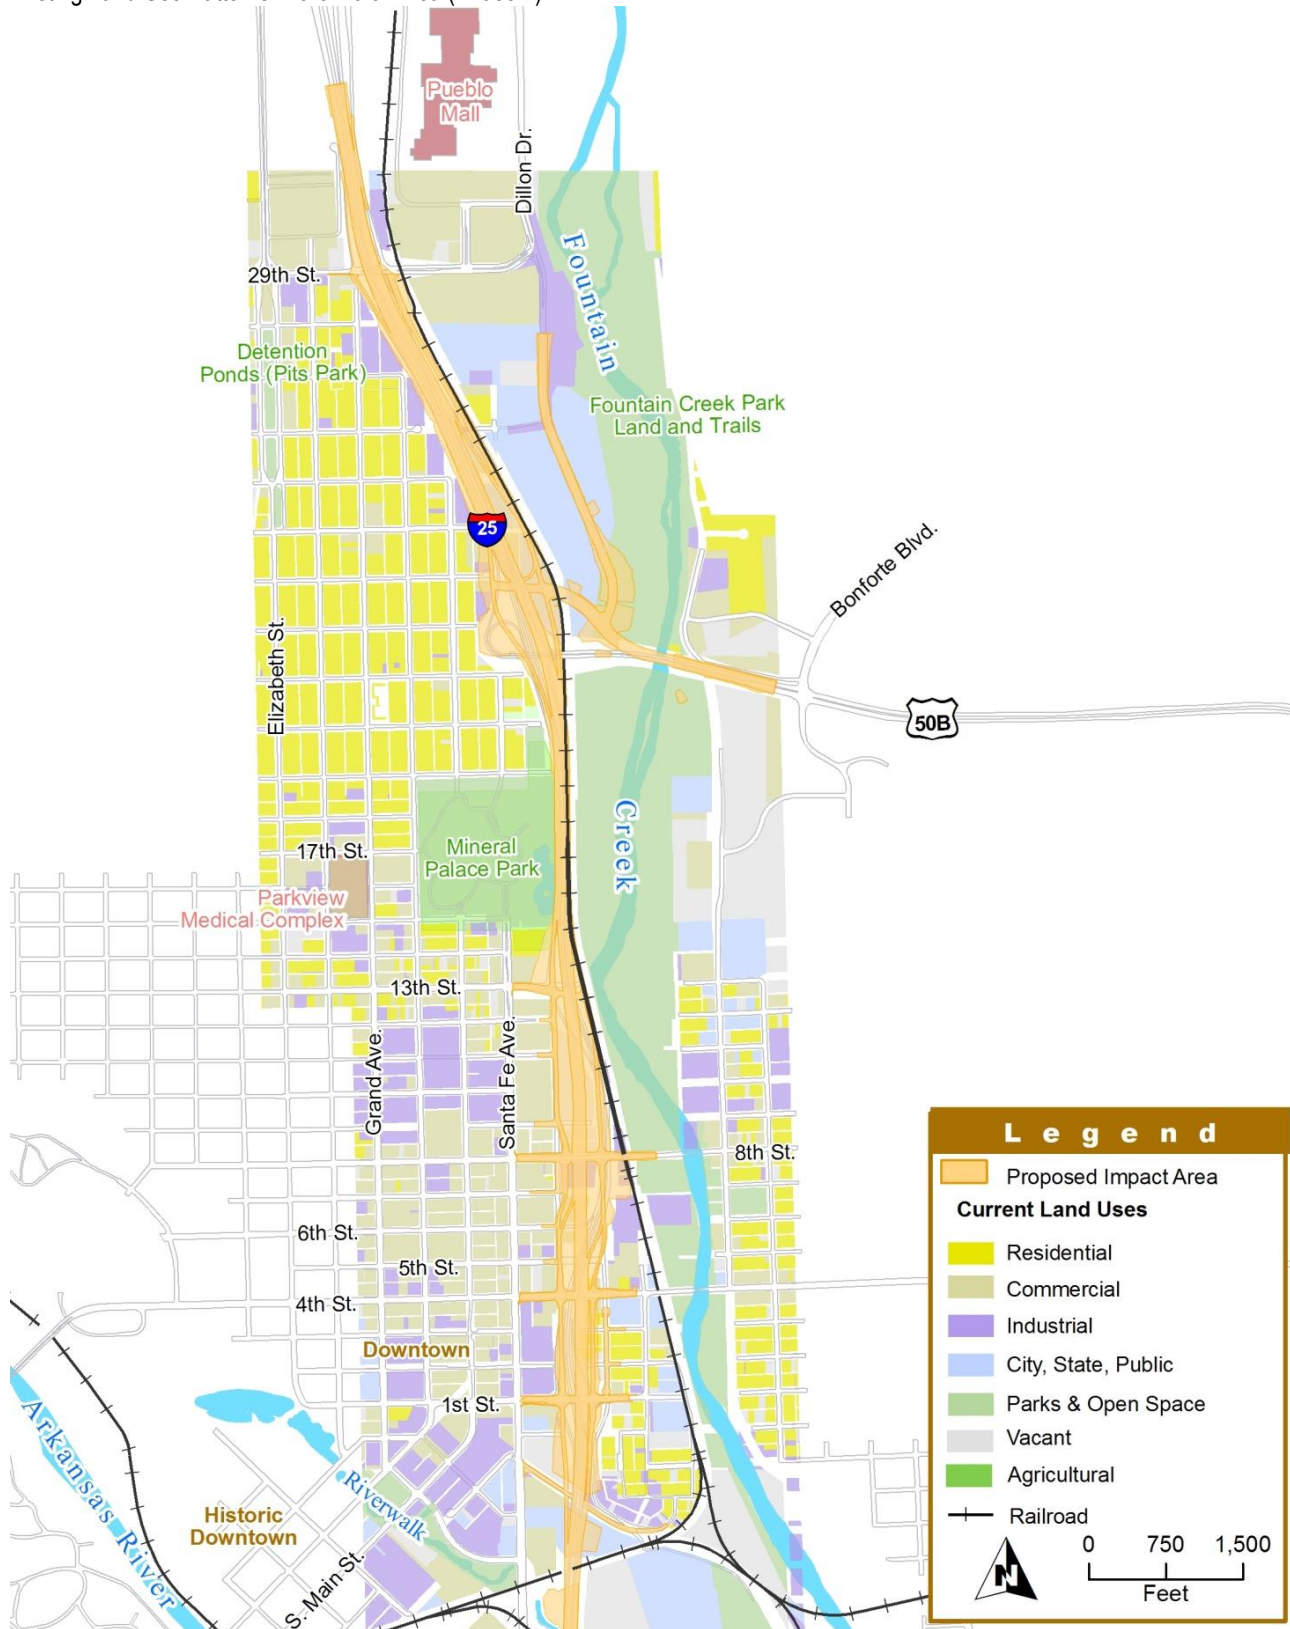 Pueblo
Mall
Dillon Dr.
Fountain
29th St.
Detention
Ponds (Pits Park)
Fountain Creek Park
Land and Trails
25
Bonforte Blvd.
Elizabeth St.
50B
Creek
Mineral
Palace Park
17th St.
Parkview
Medical Complex
13th St.
Grand Ave.
Santa Fe Ave.
8th St.
6th St.
5th St.
4th St.
Downtown
1st St.
Arkansas River
Riverwalk
Historic
Downtown
S. Main St.
Legend
Proposed Impact Area
Current Land Uses
Residential
Commercial
Industrial
City, State, Public
Parks & Open Space
Vacant
Agricultural
Railroad
N
0 750 1,500
Feet